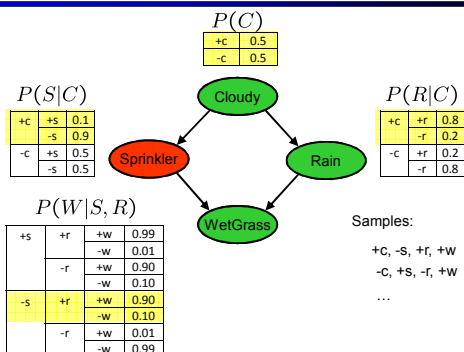 P(C)
+c 0.5
-c 0.5
P(S|C)
+c +s 0.1
-s 0.9
-c +s 0.5
-s 0.5
Cloudy
P(R|C)
+c +r 0.8
-r 0.2
-c +r 0.2
-r 0.8
Sprinkler
Rain
P(W|S, R)
+s +r +w 0.99
-w 0.01
-r +w 0.90
-w 0.10
-s +r +w 0.90
-w 0.10
-r +w 0.01
-w 0.99
WetGrass
Samples:
+c, -s, +r, +w
-c, +s, -r, +w
...